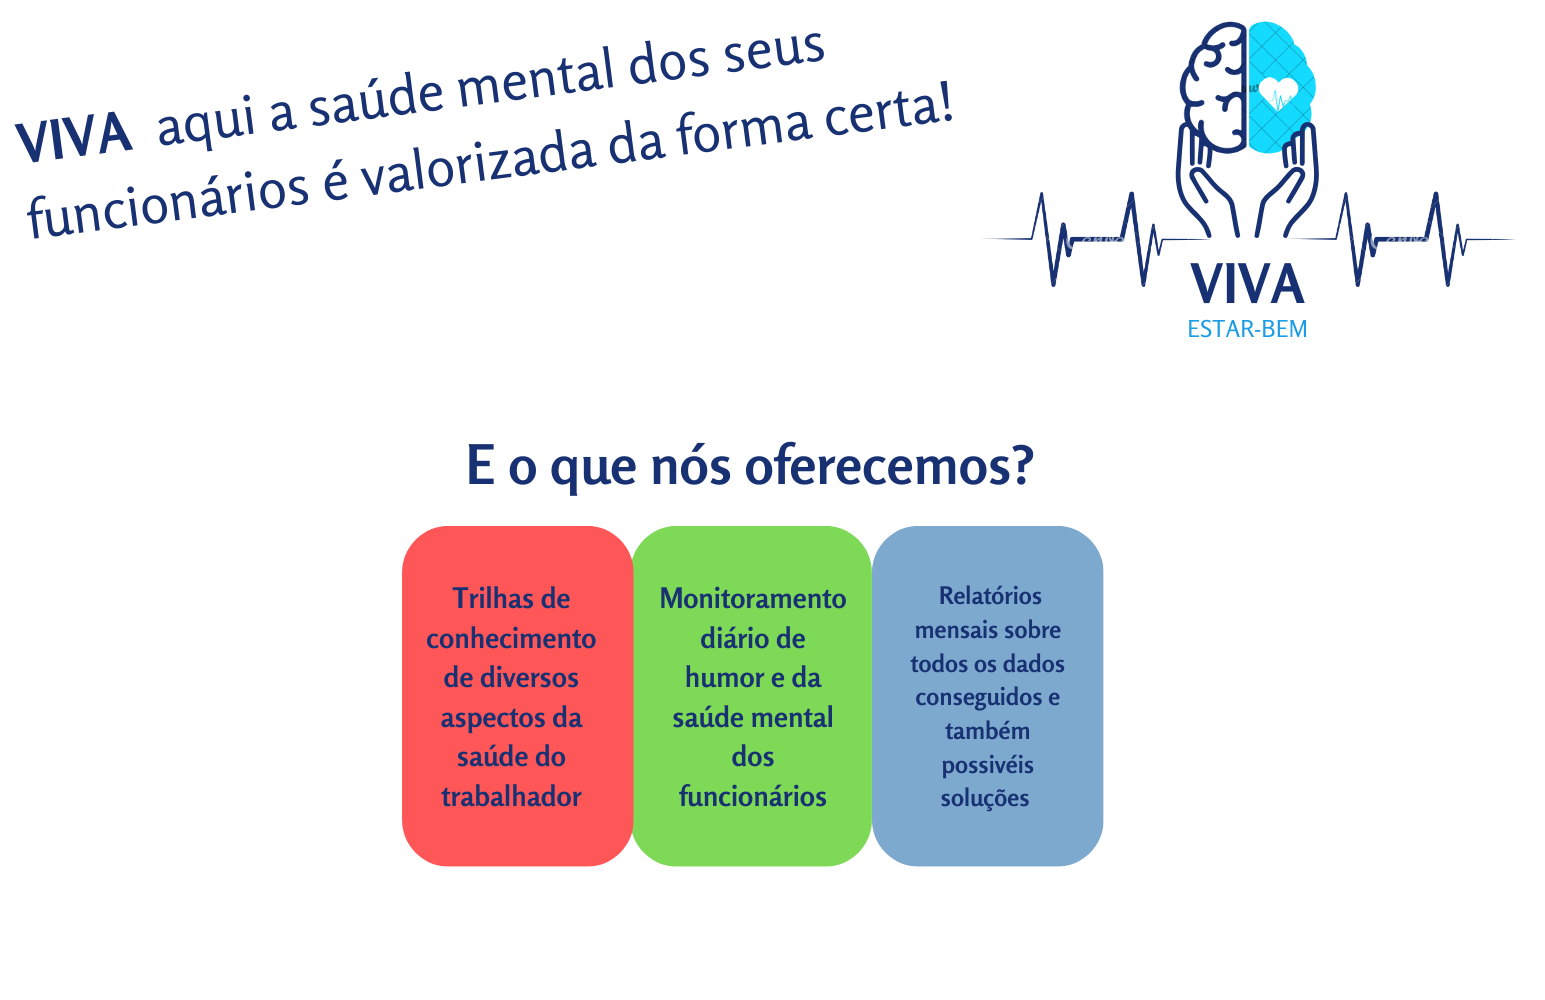 VIVA aqui a saúde mental dos seus
funcionários é valorizada da forma certa!
VIVA
ESTAR-BEM
E o que nós oferecemos?
Trilhas de
conhecimento
de diversos
aspectos da
saúde do
trabalhador
Monitoramento
diário de
humor e da
saúde mental
dos
funcionários
Relatórios
mensais sobre
todos os dados
conseguidos e
também
possivéis
soluções